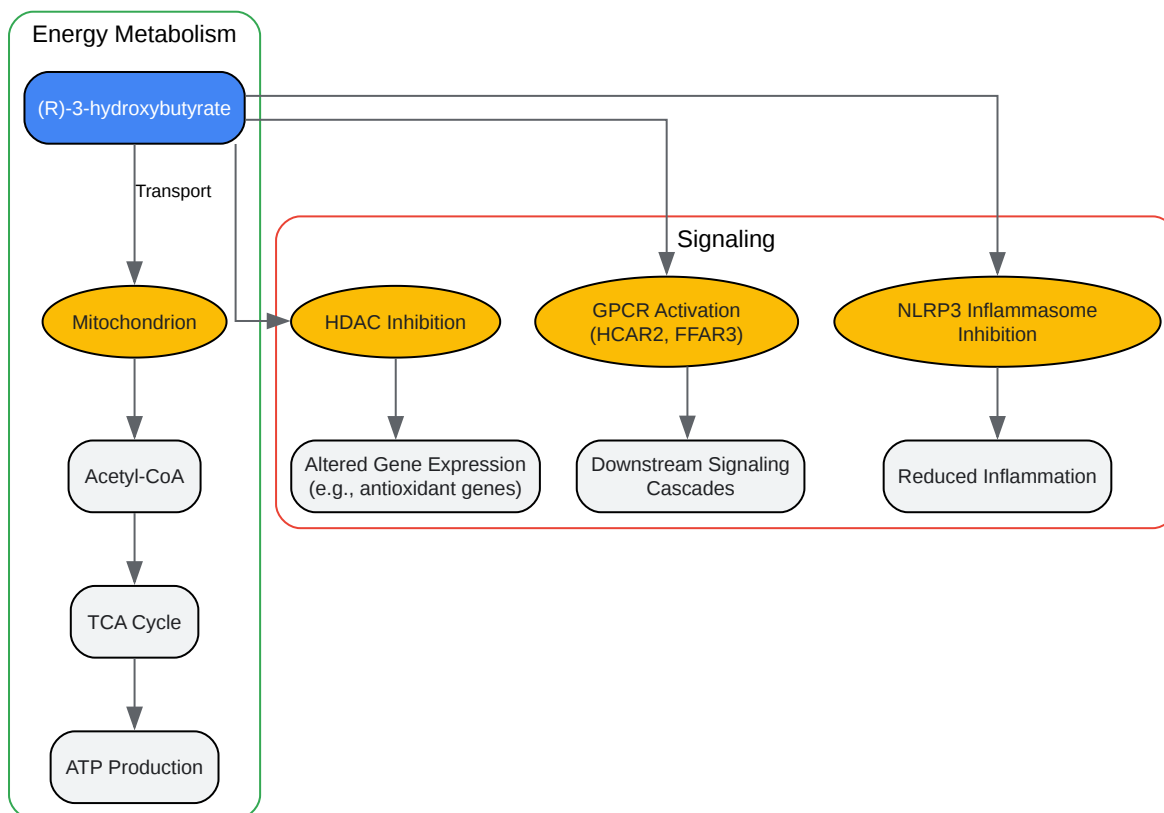 Energy Metabolism
(R)-3-hydroxybutyrate
Transport
Signaling
Mitochondrion
HDAC Inhibition
GPCR Activation
(HCAR2, FFAR3)
NLRP3 Inflammasome
Inhibition
Acetyl-CoA
Altered Gene Expression
(e.g., antioxidant genes)
Downstream Signaling
Cascades
Reduced Inflammation
TCA Cycle
ATP Production